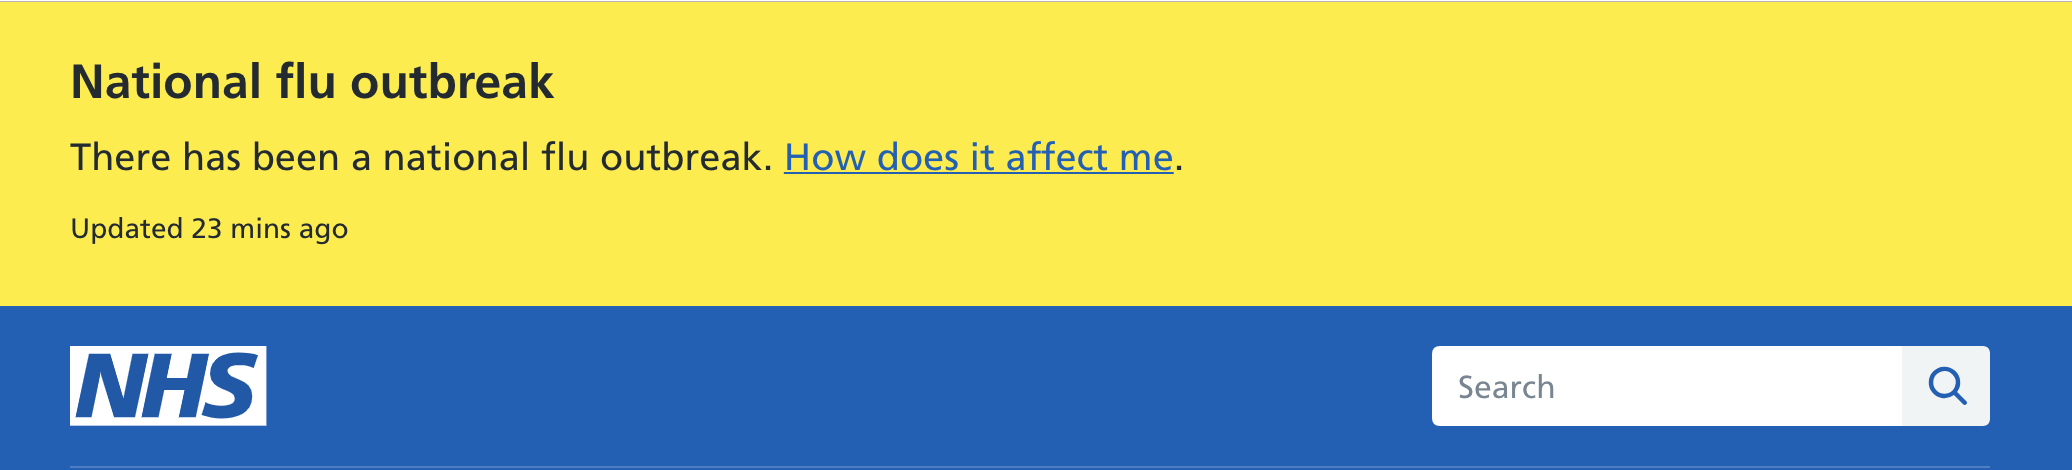 National flu outbreak
There has been a national flu outbreak. How does it affect me.
Updated 23 mins ago
NHS
Search